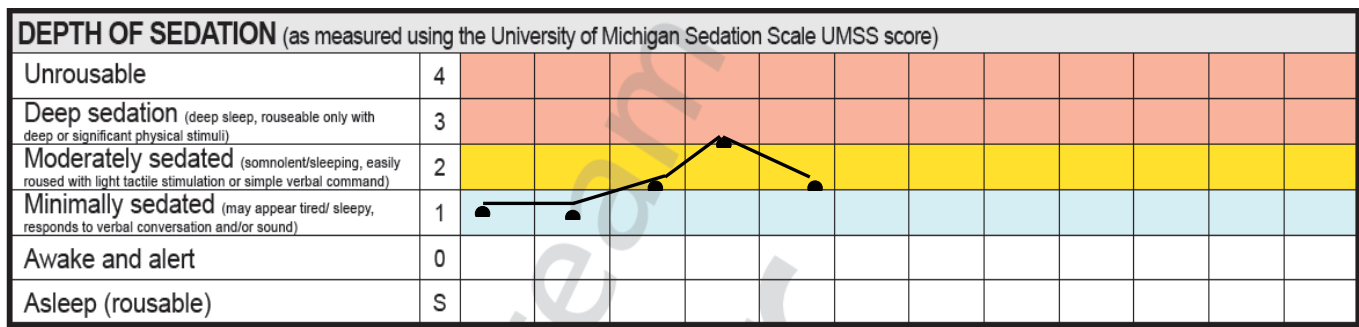 DEPTH OF SEDATION (as measured using the University of Michigan Sedation Scale UMSS score)
Unrousable 4
Deep sedation (deep sleep, rouseable only with
deep or significant physical stimuli) 3
Moderately sedated (somnolent/sleeping, easily
roused with light tactile stimulation or simple verbal command) 2
Minimally sedated (may appear tired/ sleepy,
responds to verbal conversation and/or sound) 1
Awake and alert 0
Asleep (rousable) S